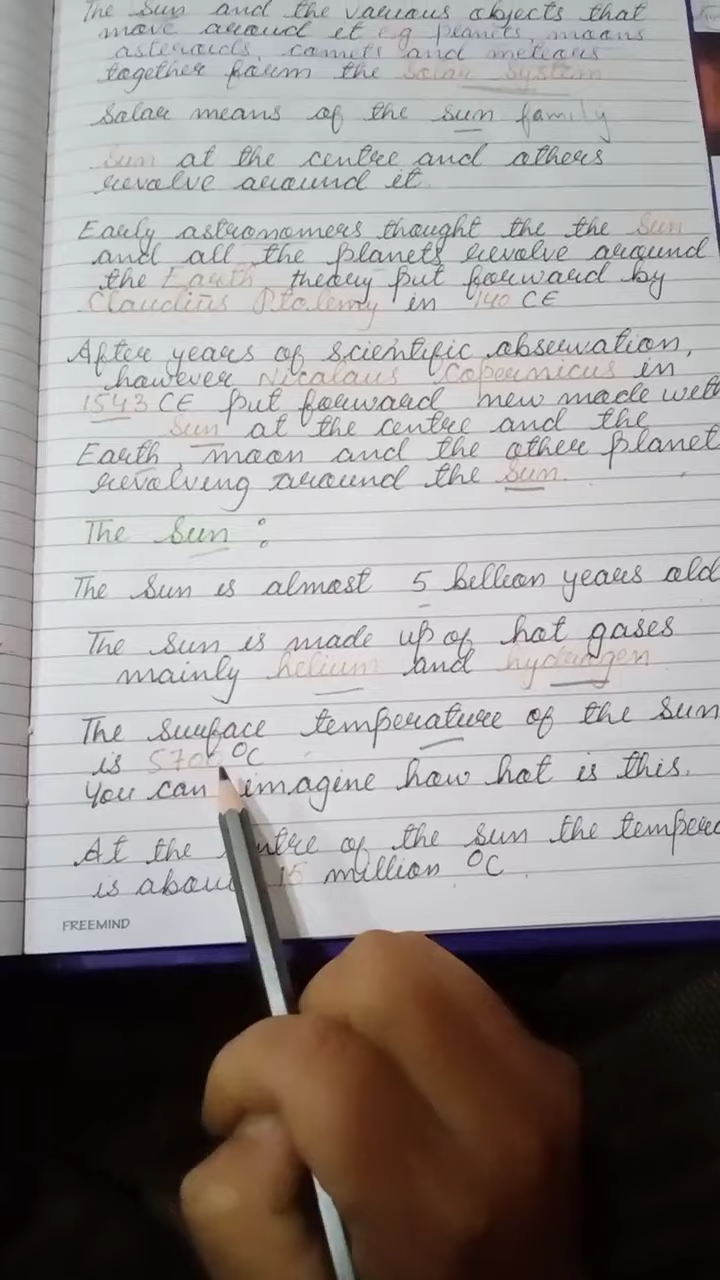 The Sun and the various objects that
move around it e.g planets, moons
asteroids, comets and meteors
together form the Solar System
Solar means of the sun family
Sun at the centre and others
revolve around it.
Early astronomers thought the the Sun
and all the planets revolve around
the Earth theory put forward by
Claudius Ptolemy in 140 CE
After years of scientific observation,
however Nicolaus Copernicus in
1543 CE put forward new made with
Sun at the centre and the
Earth, moon and the other planet
revolving around the Sun.
The Sun :
The Sun is almost 5 billion years old
The Sun is made up of hot gases
mainly helium and hydrogen
The surface temperature of the Sun
is °C
You can imagine how hot is this.
At the of the sun the
is 15 million °C
FREEMIND